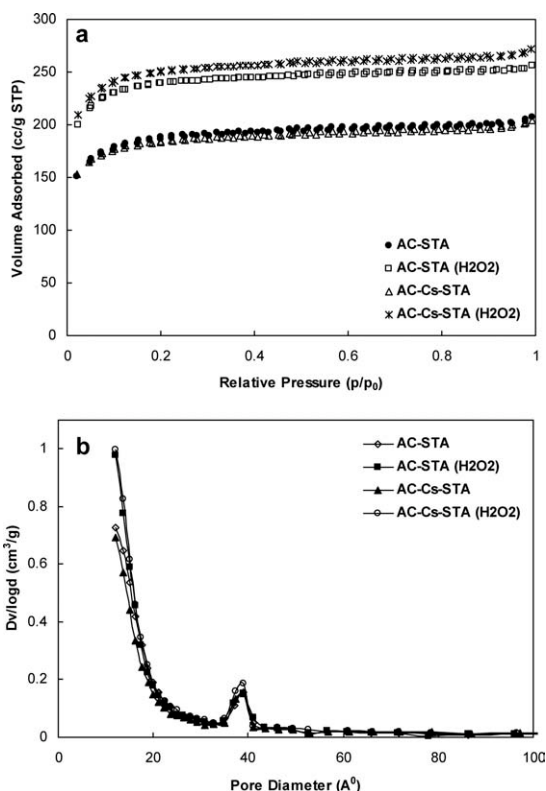 a
300
250
200
150
100
50
0
Volume Adsorbed (cc/g STP)
AC-STA
AC-STA (H2O2)
AC-Cs-STA
AC-Cs-STA (H2O2)
0 0.2 0.4 0.6 0.8 1
Relative Pressure (p/p₀)
b
1
0.8
0.6
0.4
0.2
0
Dv/logd (cm³/g)
AC-STA
AC-STA (H2O2)
AC-Cs-STA
AC-Cs-STA (H2O2)
0 20 40 60 80 100
Pore Diameter (A⁰)